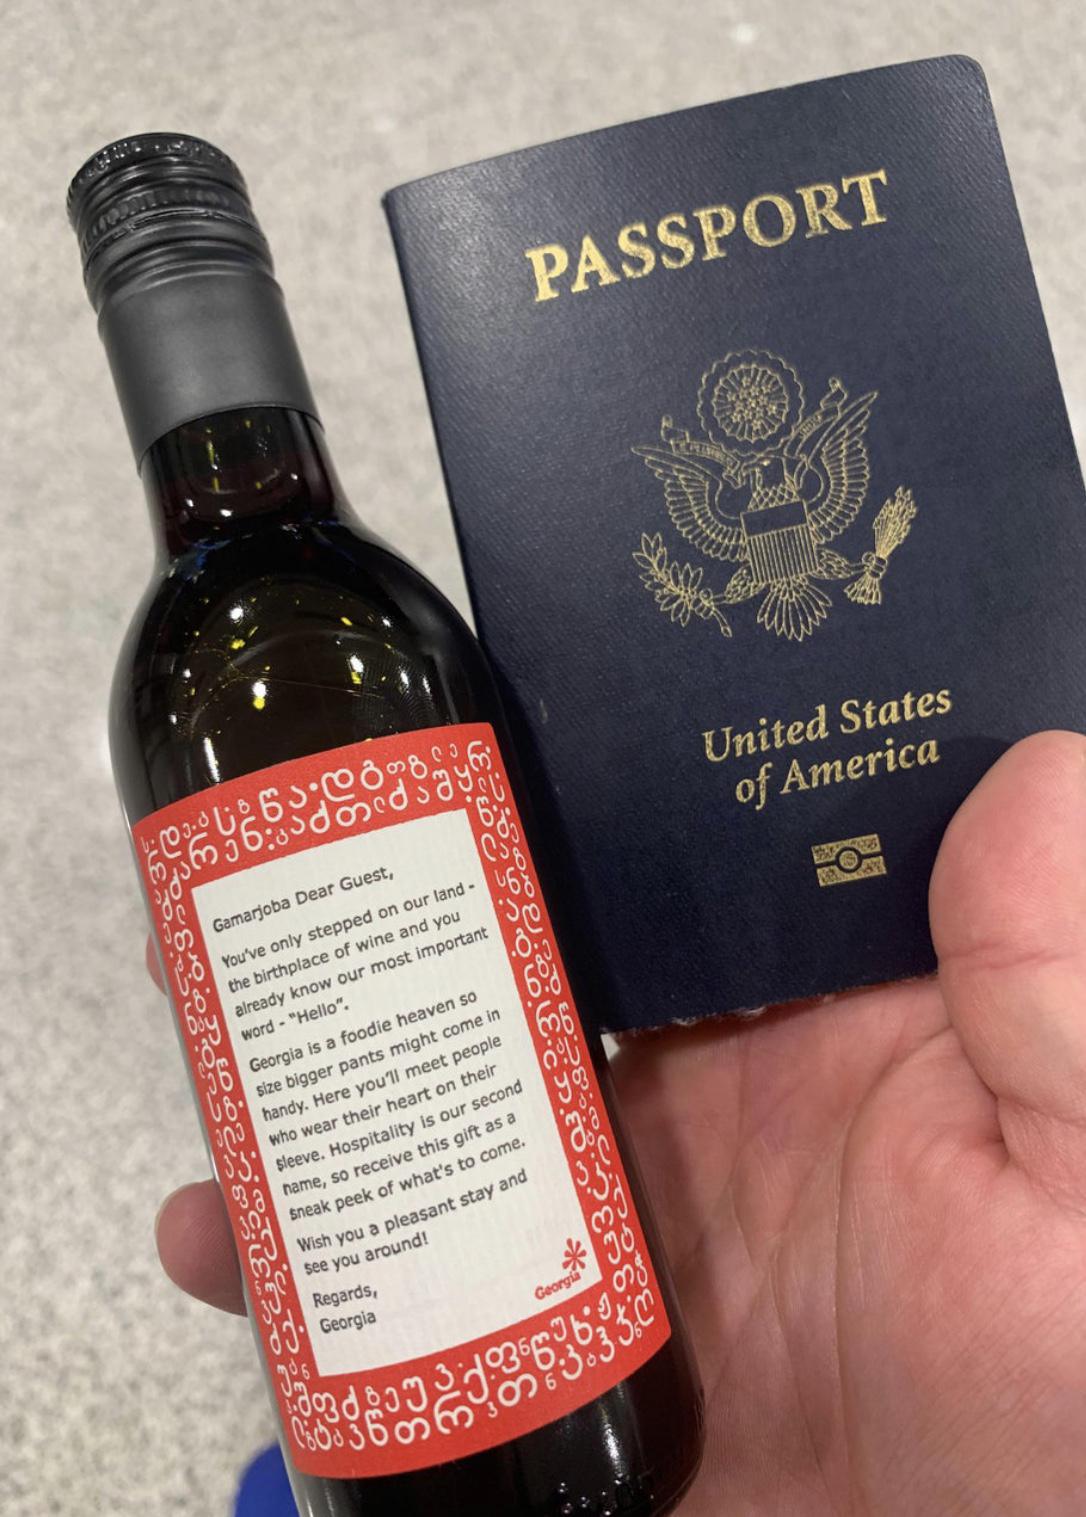 PASSPORT
United States
of America
Gamarjoba Dear Guest,
You've only stepped on our land -
the birthplace of wine and you
already know our most important
word - "Hello".
Georgia is a foodie heaven so
size bigger pants might come in
handy. Here you'll meet people
who wear their heart on their
sleeve. Hospitality is our second
name, so receive this gift as a
sneak peek of what's to come.
Wish you a pleasant stay and
see you around!
Regards,
Georgia
Georgia